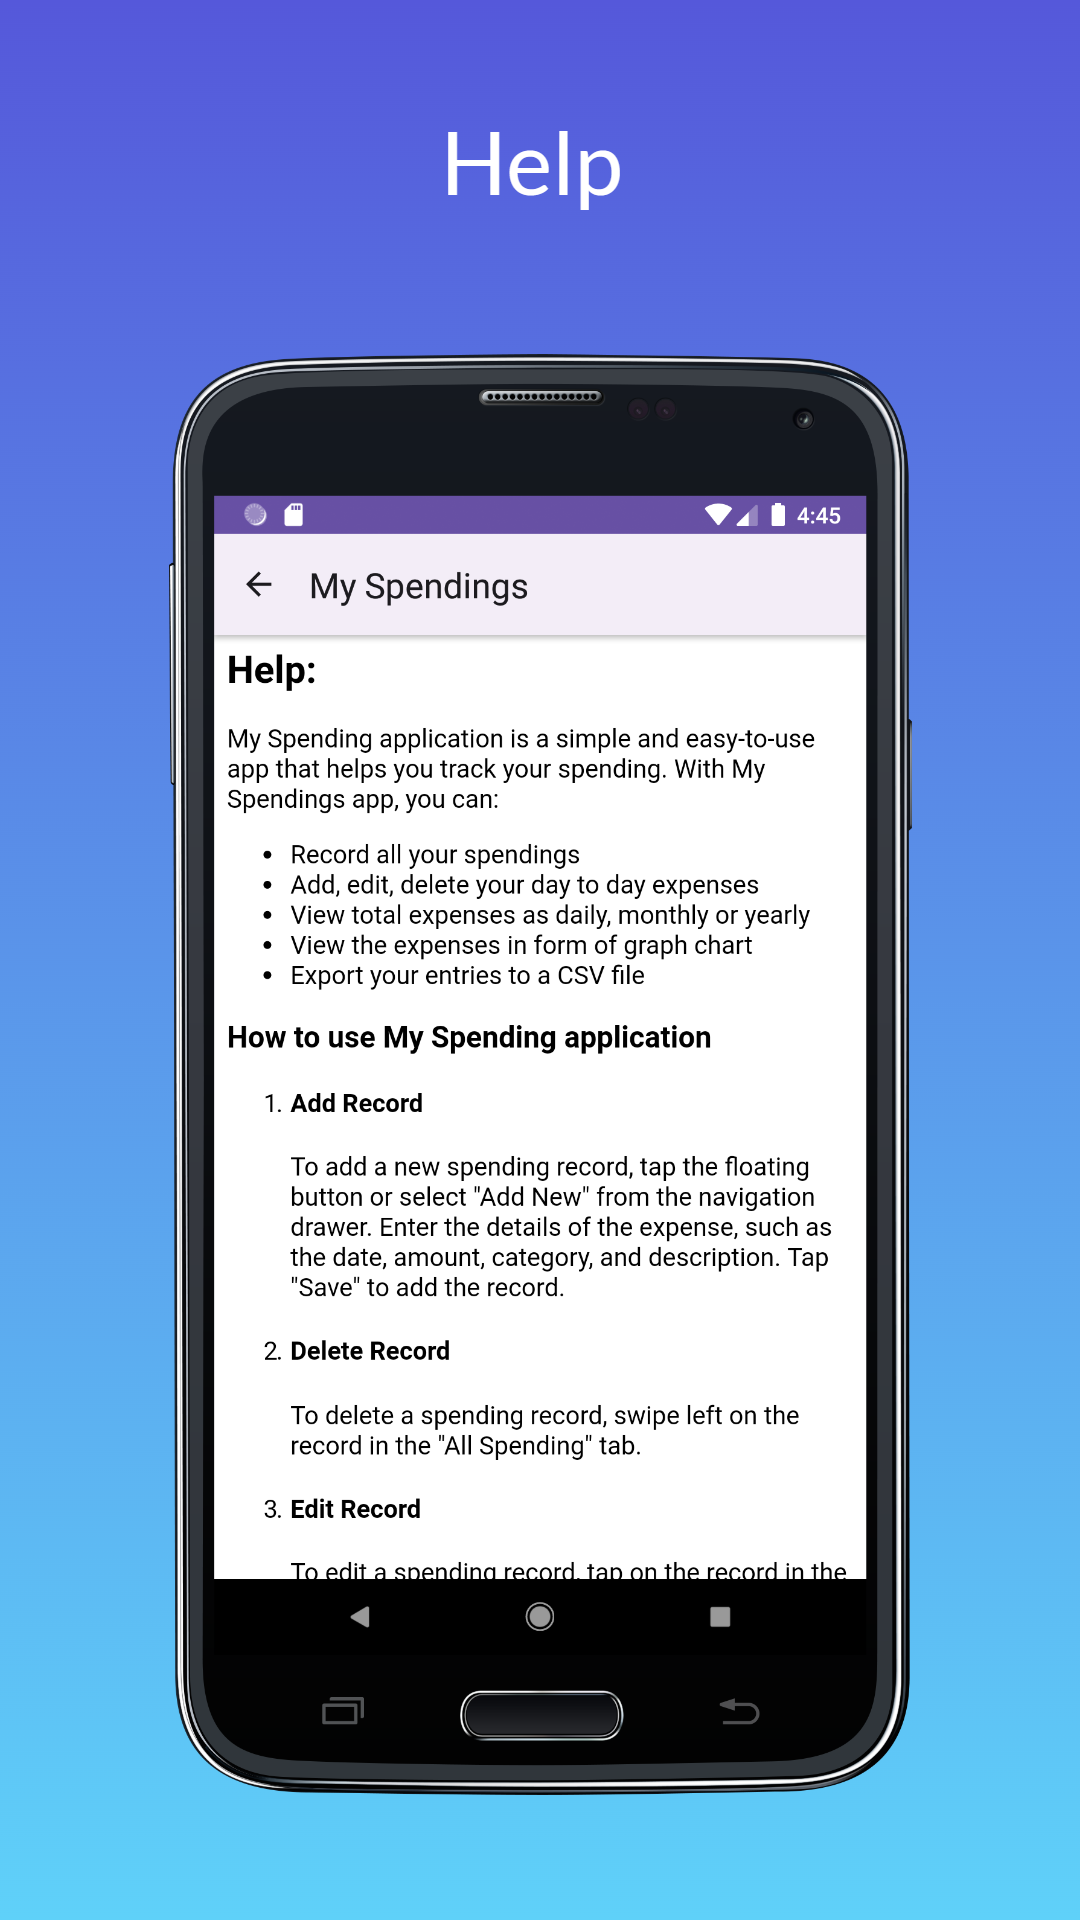 Help
4:45
My Spendings
Help:
My Spending application is a simple and easy-to-use
app that helps you track your spending. With My
Spendings app, you can:
• Record all your spendings
• Add, edit, delete your day to day expenses
• View total expenses as daily, monthly or yearly
• View the expenses in form of graph chart
• Export your entries to a CSV file
How to use My Spending application
1. Add Record
To add a new spending record, tap the floating
button or select "Add New" from the navigation
drawer. Enter the details of the expense, such as
the date, amount, category, and description. Tap
"Save" to add the record.
2. Delete Record
To delete a spending record, swipe left on the
record in the "All Spending" tab.
3. Edit Record
To edit a spending record, tap on the record in the